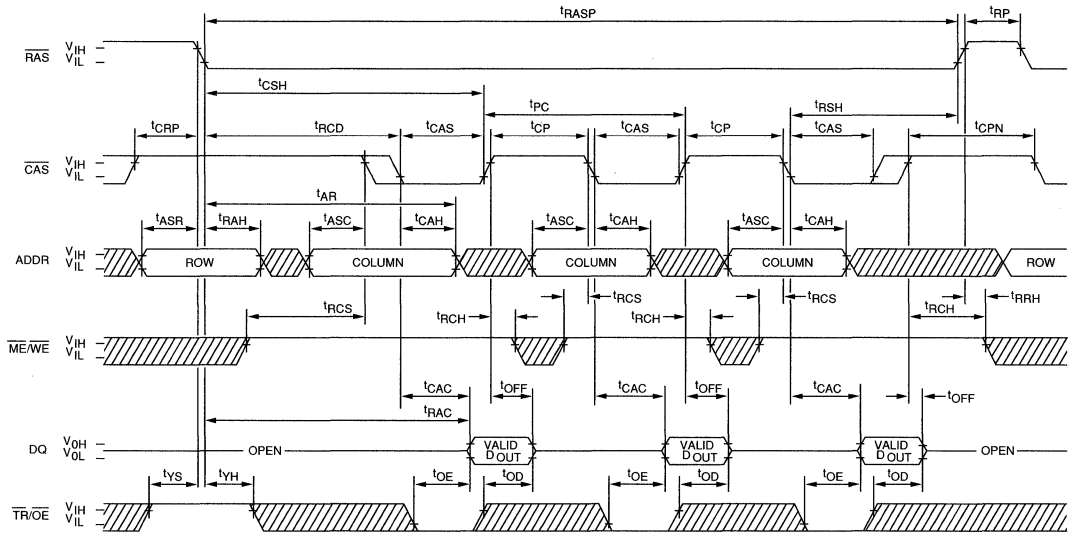 tRASP tRP
RAS VIH
VIL
tCSH
tPC tRSH
tCRP tRCD tCAS tCP tCAS tCP tCAS tCPN
CAS VIH
VIL
tAR
tASR tRAH tASC tCAH tASC tCAH tASC tCAH
ADDR VIH
VIL
ROW COLUMN COLUMN COLUMN ROW
tRCS tRCH tRCS tRCH tRCS tRCH tRRH
ME/WE VIH
VIL
tCAC tOFF tCAC tOFF tCAC tOFF
tRAC
DQ V0H
V0L
OPEN VALID DOUT VALID DOUT VALID DOUT OPEN
tYS tYH tOE tOD tOE tOD tOE tOD
TR/OE VIH
VIL